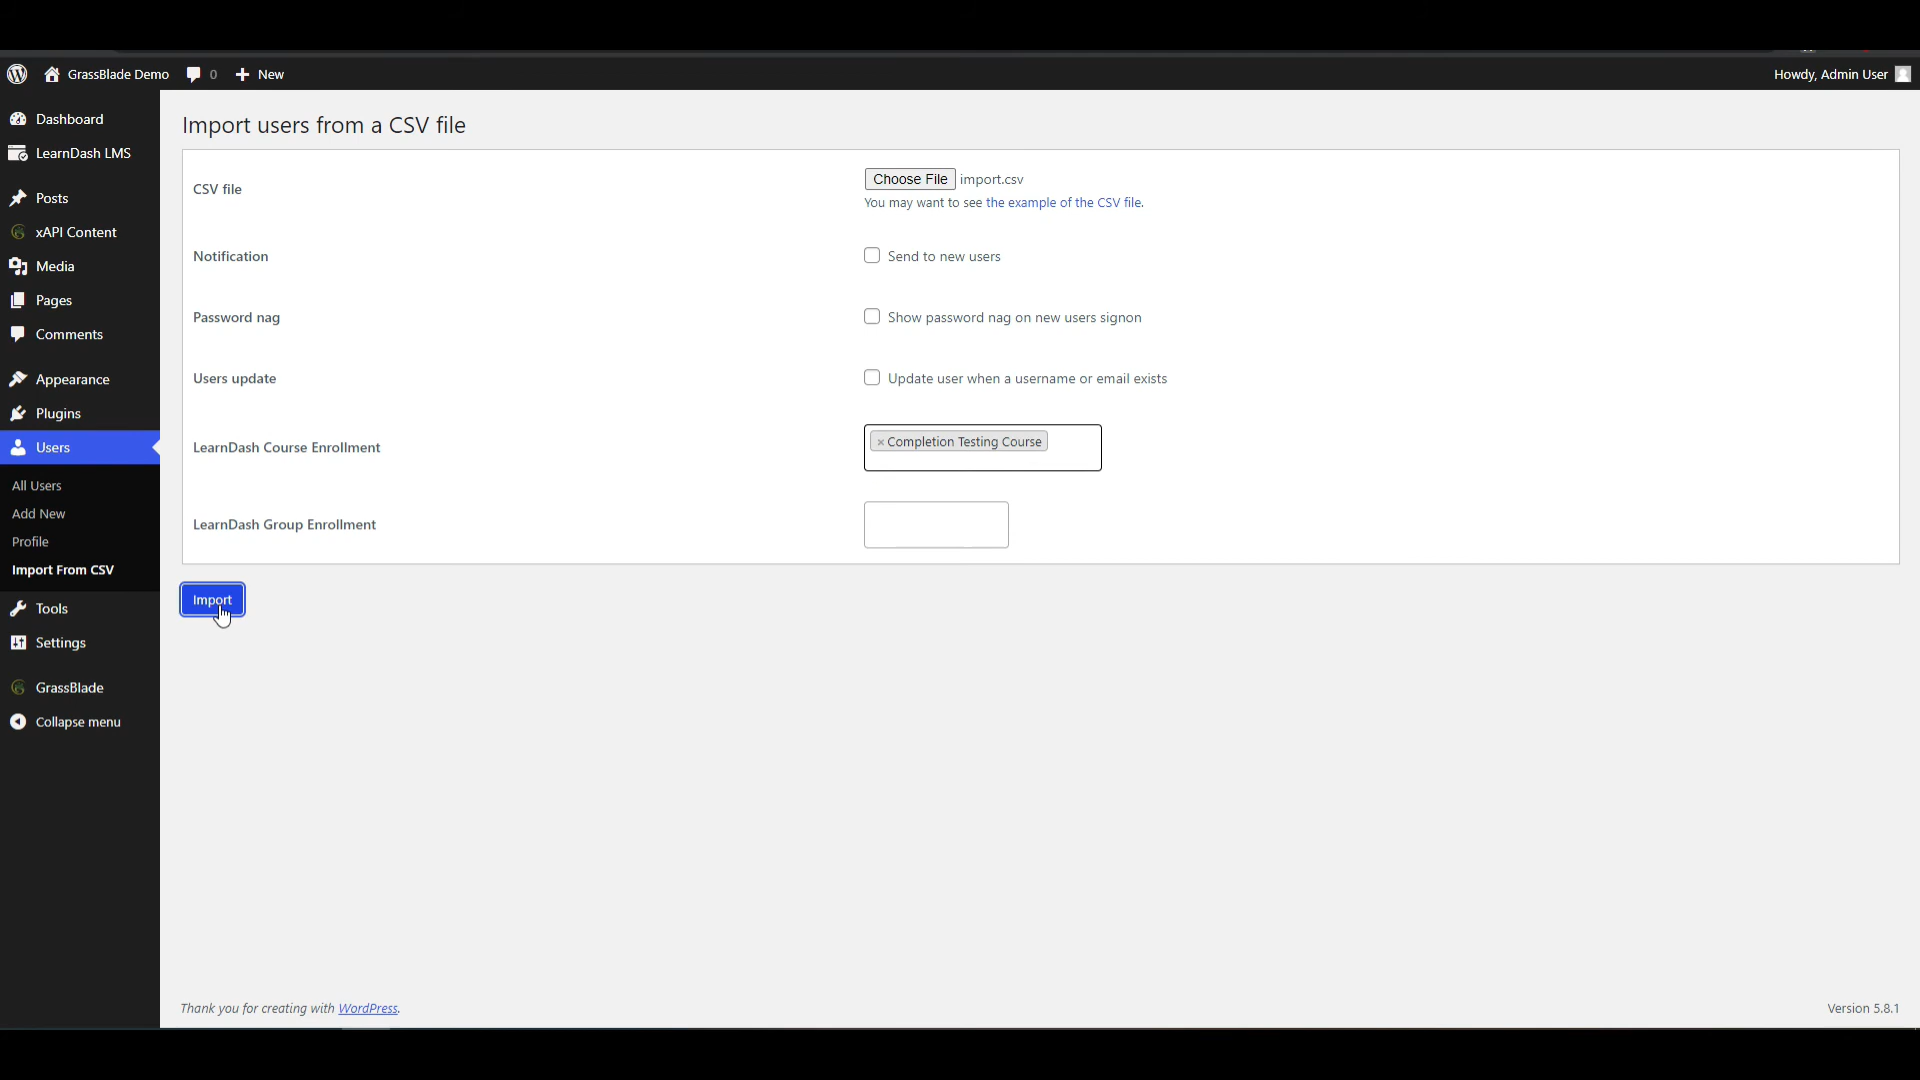 GrassBlade Demo 0 New Howdy, Admin User
Dashboard
LearnDash LMS
Posts
xAPI Content
Media
Pages
Comments
Appearance
Plugins
Users
All Users
Add New
Profile
Import From CSV
Tools
Settings
GrassBlade
Collapse menu
Import users from a CSV file
CSV file
Choose File import.csv
You may want to see the example of the CSV file.
Notification
Send to new users
Password nag
Show password nag on new users signon
Users update
Update user when a username or email exists
LearnDash Course Enrollment
× Completion Testing Course
LearnDash Group Enrollment
Import
Thank you for creating with WordPress.
Version 5.8.1